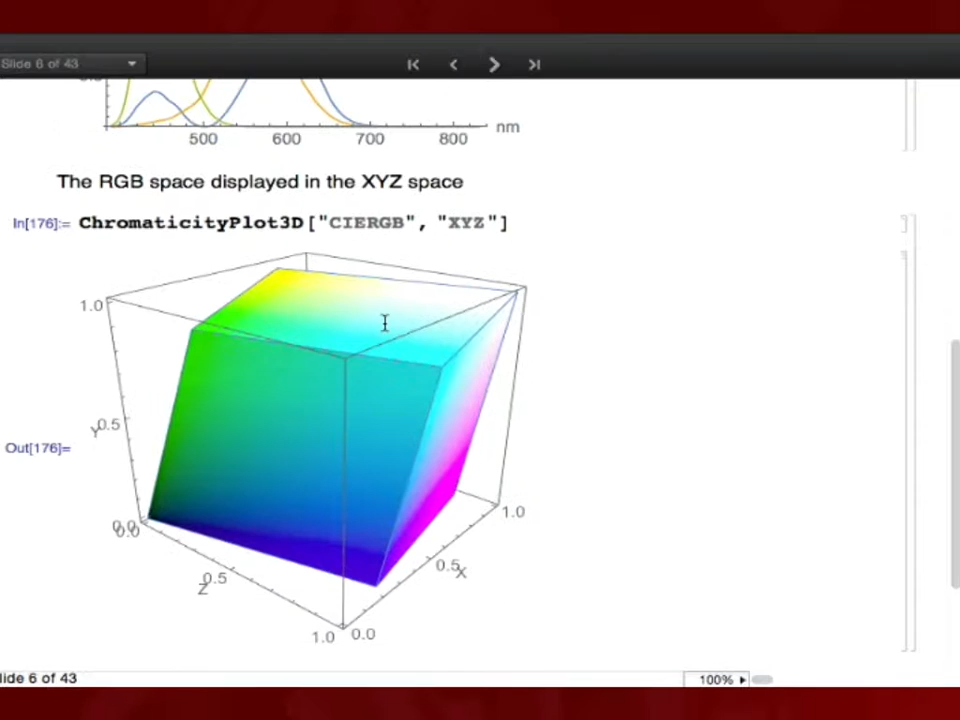 Slide 6 of 43
500 600 700 800 nm
The RGB space displayed in the XYZ space
In[176]:= ChromaticityPlot3D["CIERGB", "XYZ"]
1.0
Y 0.5
Out[176]=
0.0
0.0
1.0
0.5
X
0.5
Z
1.0
0.0
lide 6 of 43
100%